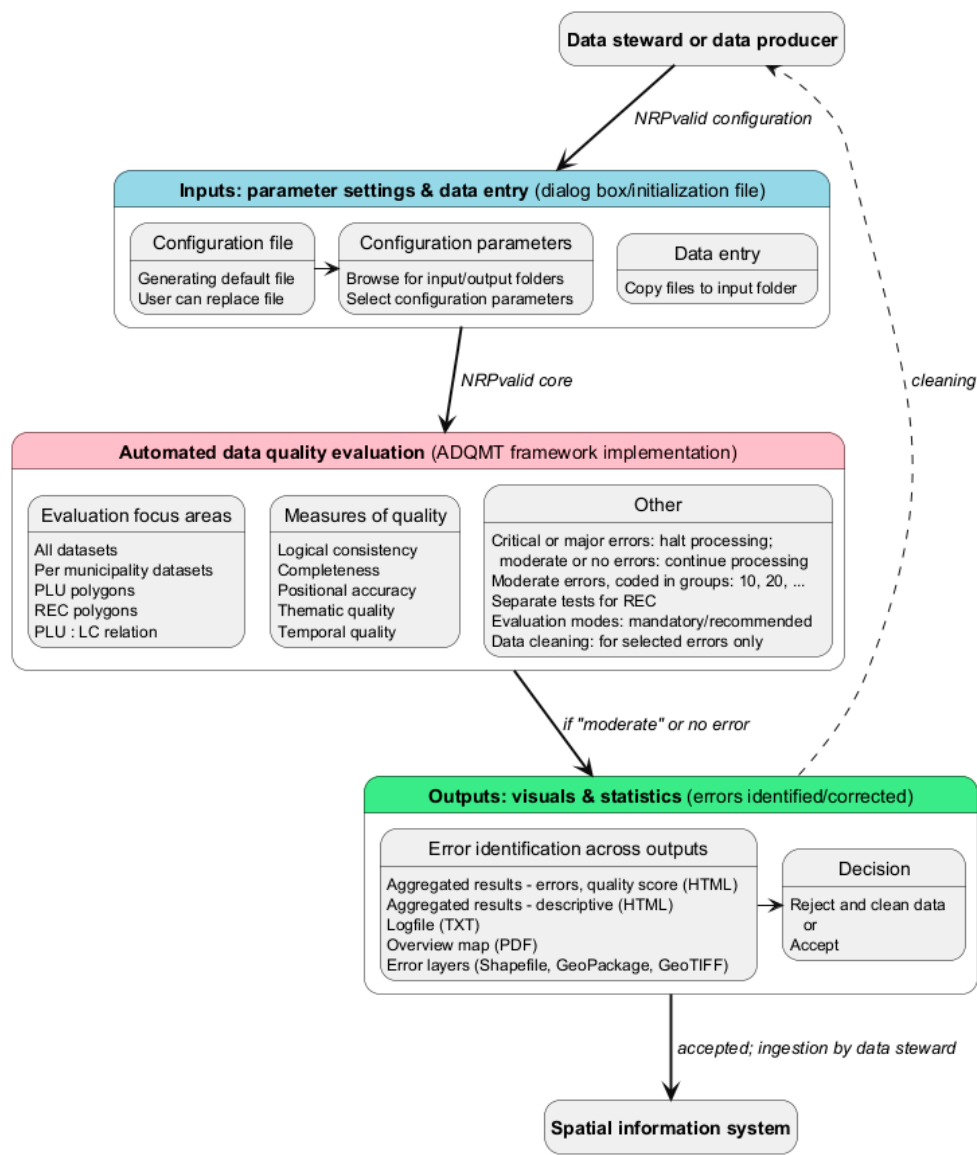 Data steward or data producer
NRPvalid configuration
Inputs: parameter settings & data entry (dialog box/initialization file)
Configuration file
Generating default file
User can replace file
Configuration parameters
Browse for input/output folders
Select configuration parameters
Data entry
Copy files to input folder
NRPvalid core
cleaning
Automated data quality evaluation (ADQMT framework implementation)
Evaluation focus areas
All datasets
Per municipality datasets
PLU polygons
REC polygons
PLU : LC relation
Measures of quality
Logical consistency
Completeness
Positional accuracy
Thematic quality
Temporal quality
Other
Critical or major errors: halt processing;
moderate or no errors: continue processing
Moderate errors, coded in groups: 10, 20, ...
Separate tests for REC
Evaluation modes: mandatory/recommended
Data cleaning: for selected errors only
if "moderate" or no error
Outputs: visuals & statistics (errors identified/corrected)
Error identification across outputs
Aggregated results - errors, quality score (HTML)
Aggregated results - descriptive (HTML)
Logfile (TXT)
Overview map (PDF)
Error layers (Shapefile, GeoPackage, GeoTIFF)
Decision
Reject and clean data
or
Accept
accepted; ingestion by data steward
Spatial information system